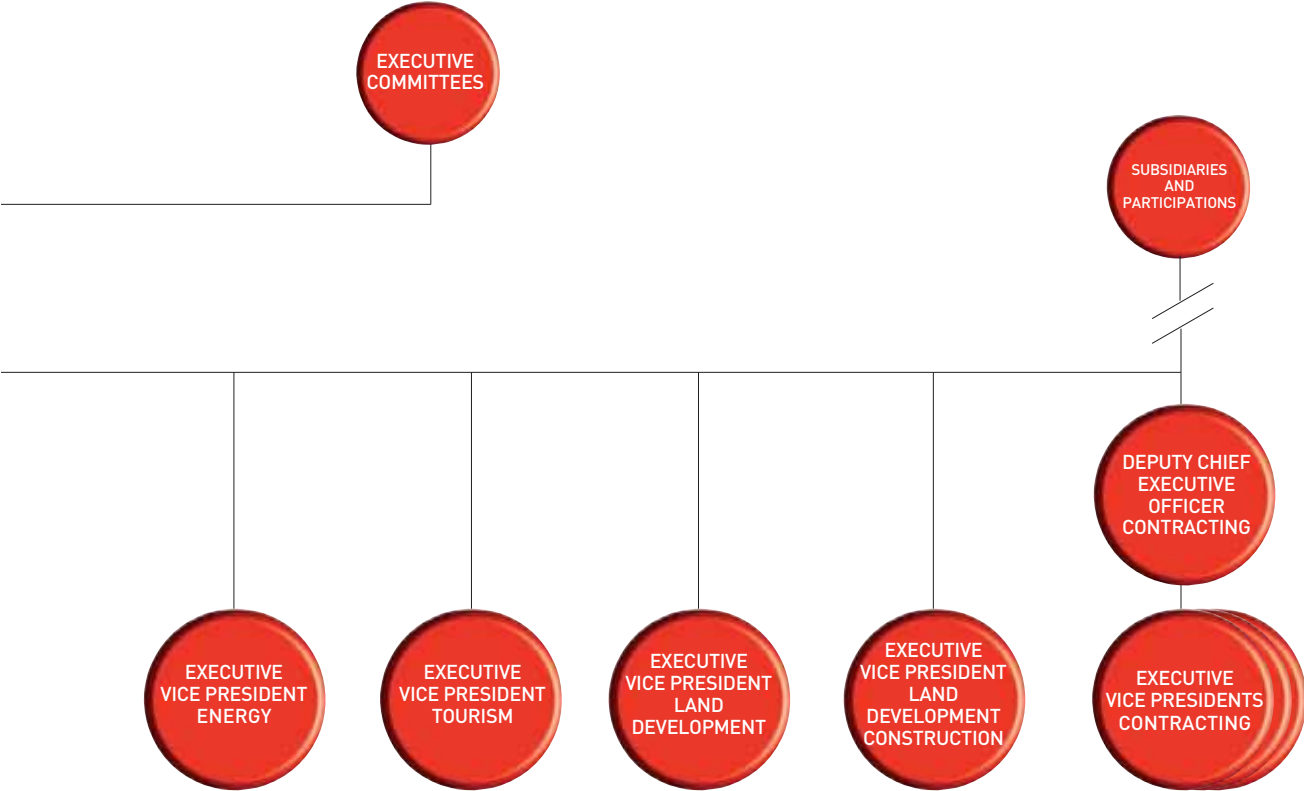 EXECUTIVE
COMMITTEES
SUBSIDIARIES
AND
PARTICIPATIONS
DEPUTY CHIEF
EXECUTIVE
OFFICER
CONTRACTING
EXECUTIVE
VICE PRESIDENT
ENERGY
EXECUTIVE
VICE PRESIDENT
TOURISM
EXECUTIVE
VICE PRESIDENT
LAND
DEVELOPMENT
EXECUTIVE
VICE PRESIDENT
LAND
DEVELOPMENT
CONSTRUCTION
EXECUTIVE
VICE PRESIDENTS
CONTRACTING